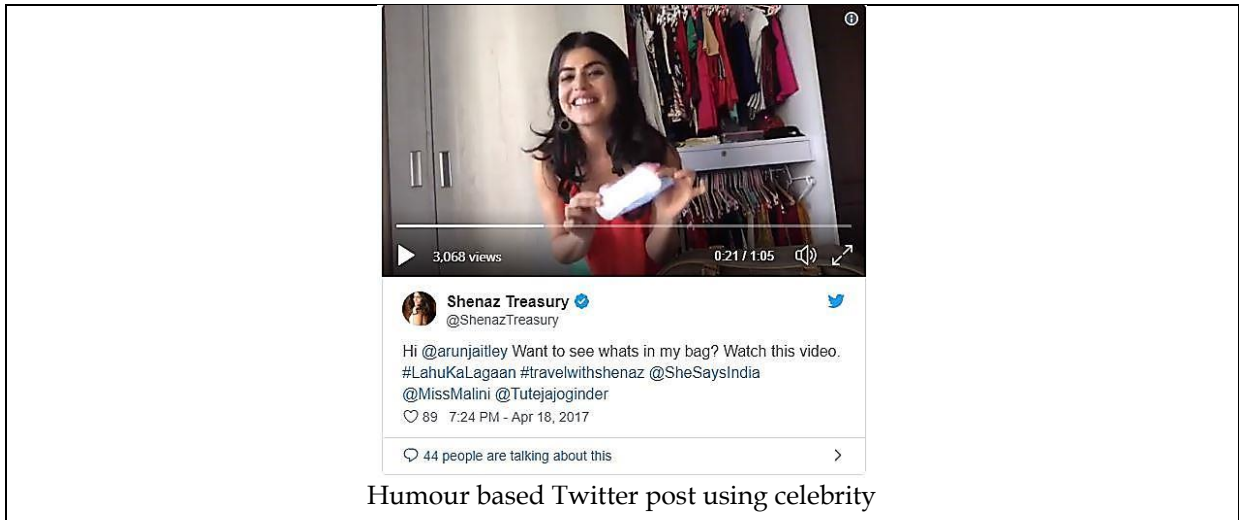 3,068 views
0:21 / 1:05
Shenaz Treasury
@ShenazTreasury
Hi @arunjaitley Want to see whats in my bag? Watch this video.
#LahuKaLagaan #travelwithshenaz @SheSaysIndia
@MissMalini @Tutejajoginder
89 7:24 PM - Apr 18, 2017
44 people are talking about this
Humour based Twitter post using celebrity